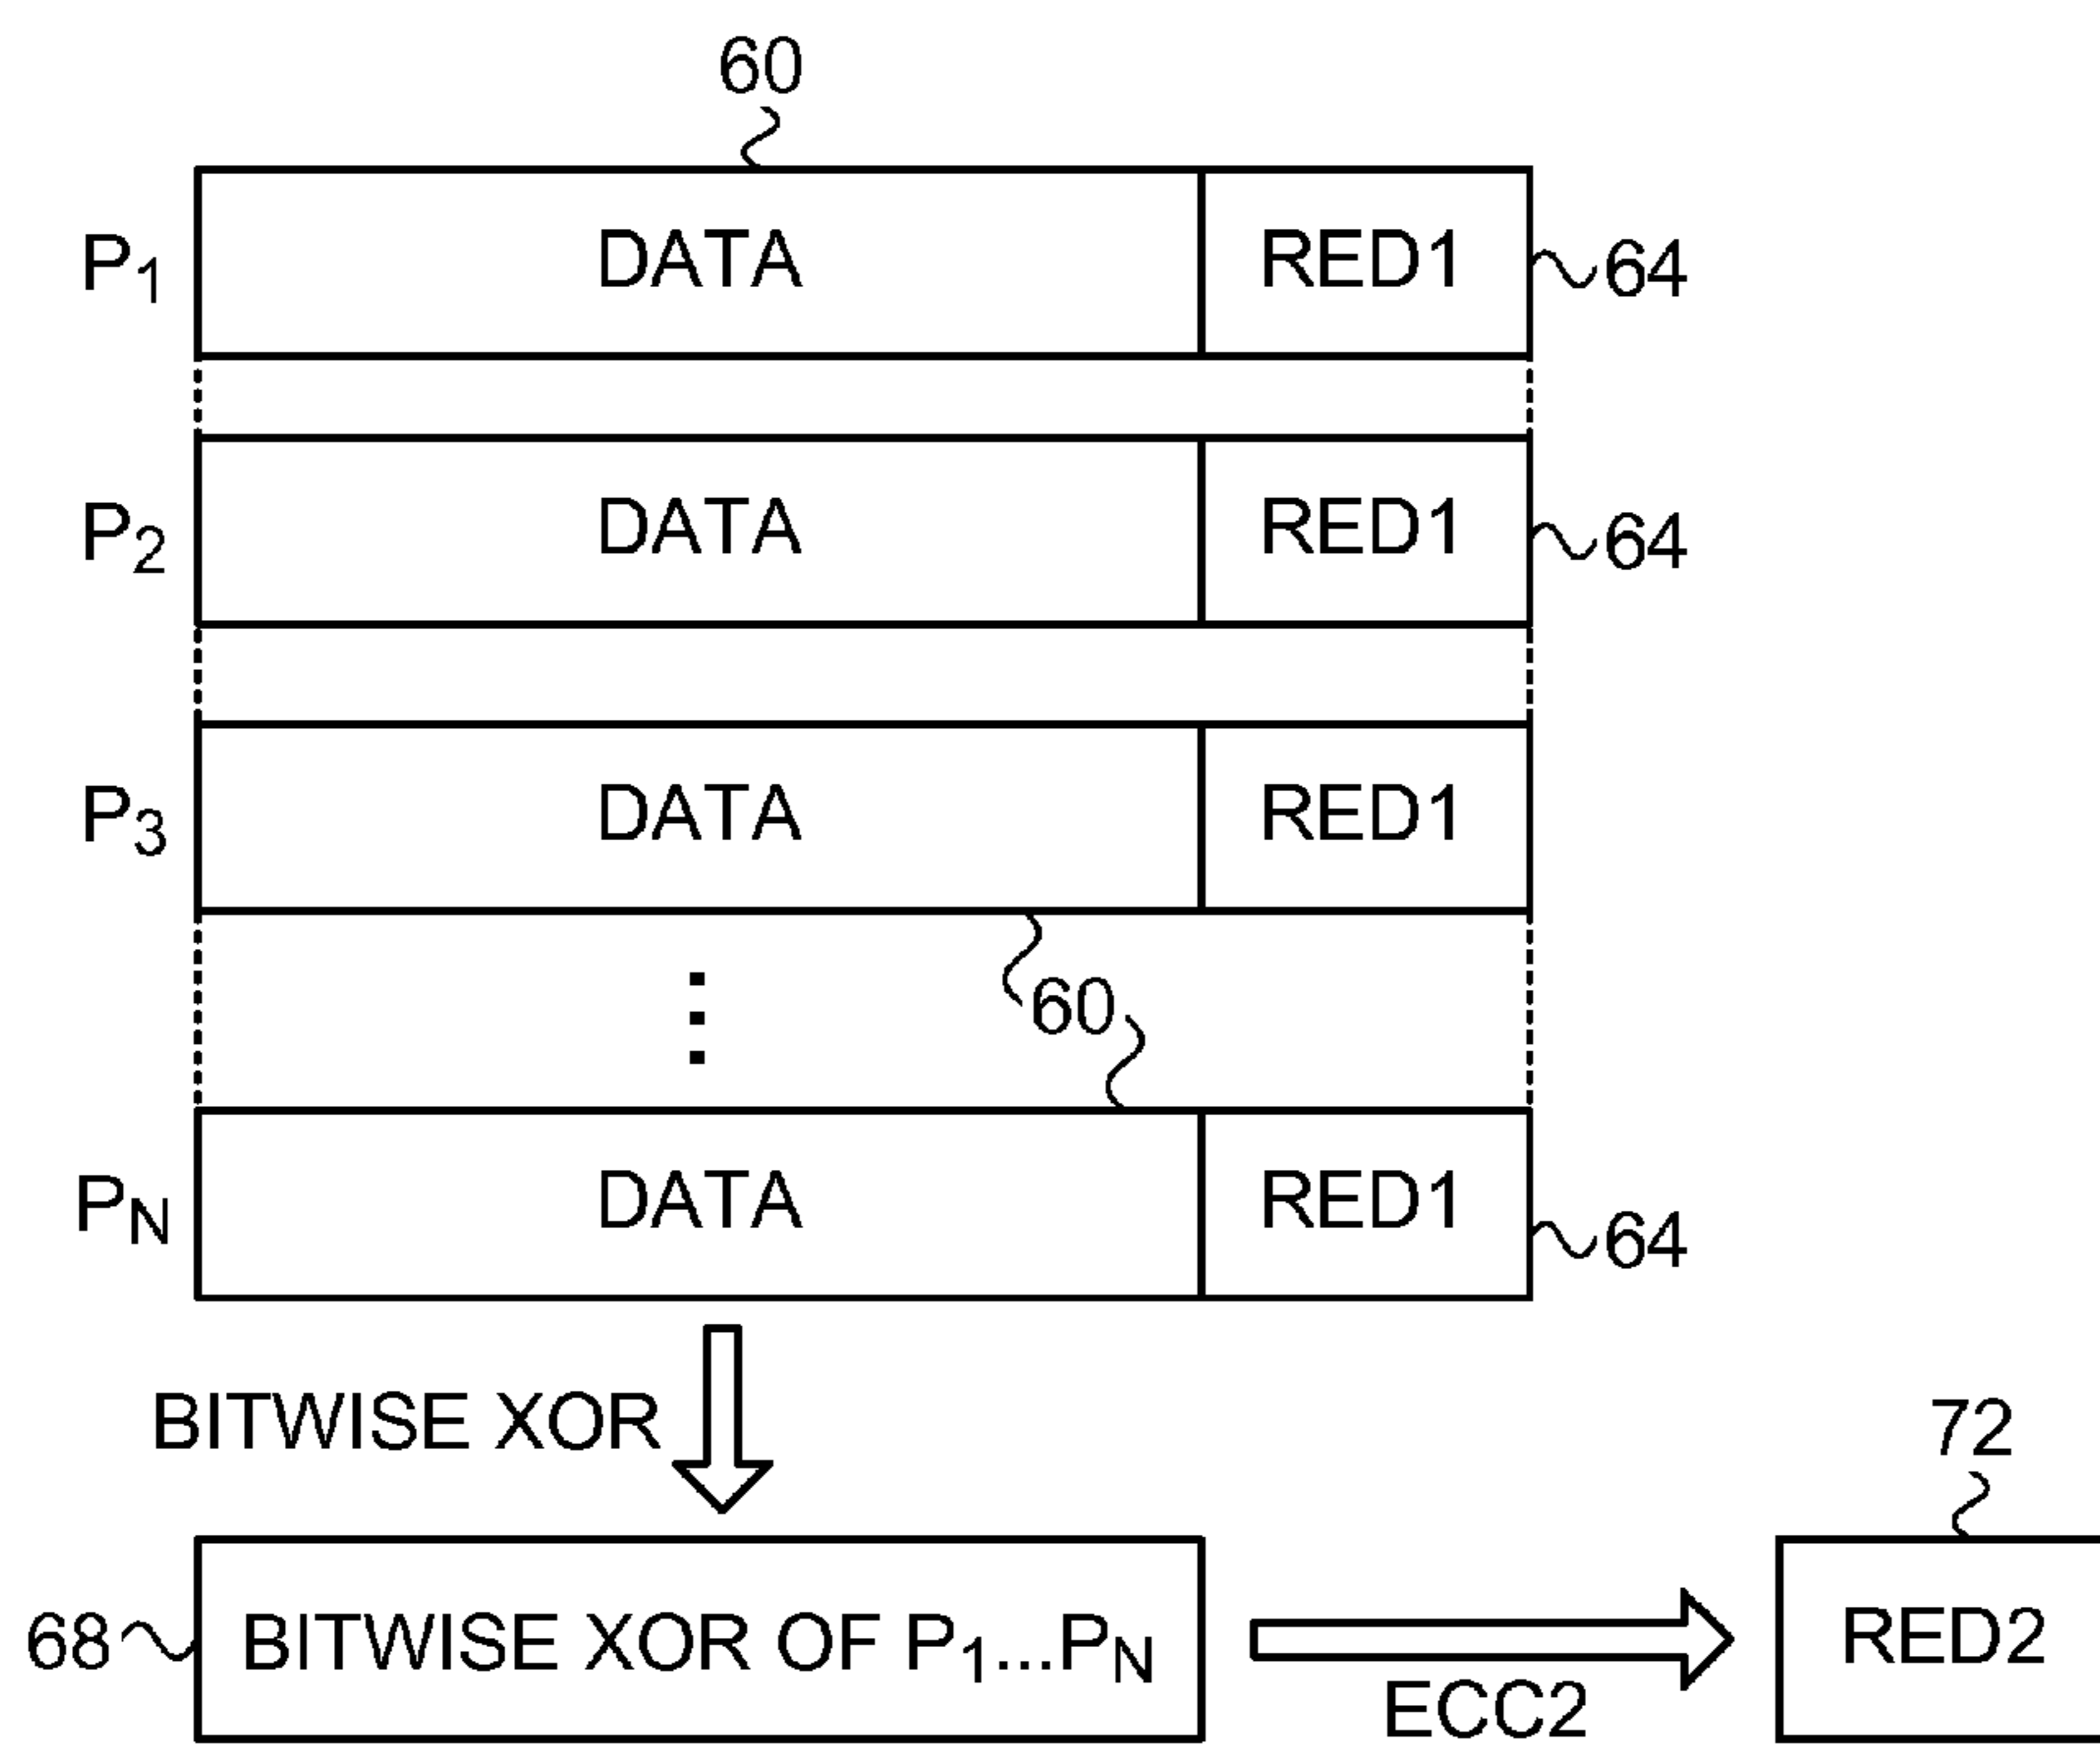 60
P1 DATA RED1 64
P2 DATA RED1 64
P3 DATA RED1
60
PN DATA RED1 64
BITWISE XOR
72
68 BITWISE XOR OF P1...PN RED2
ECC2